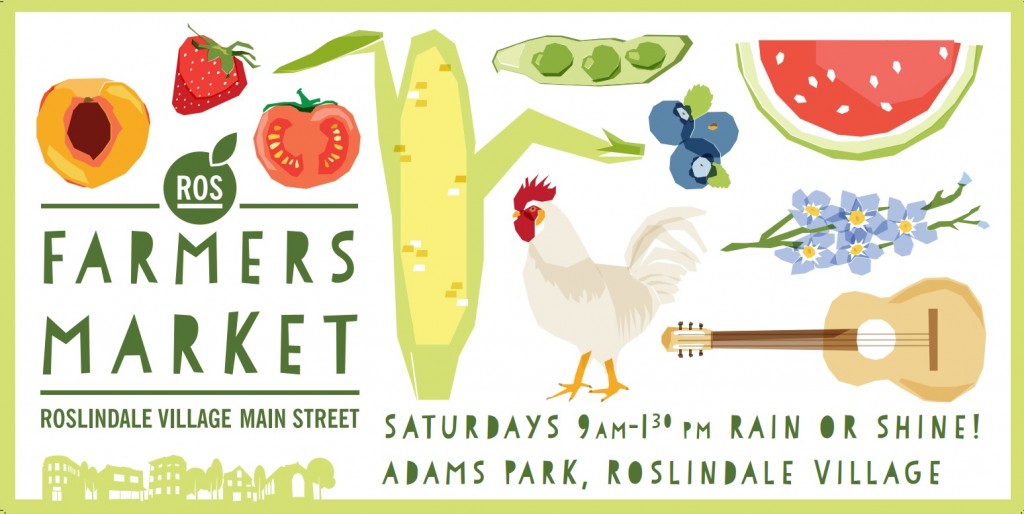 ROS
FARMERS
MARKET
ROSLINDALE VILLAGE MAIN STREET
SATURDAYS 9AM-1³⁰ PM RAIN OR SHINE!
ADAMS PARK, ROSLINDALE VILLAGE